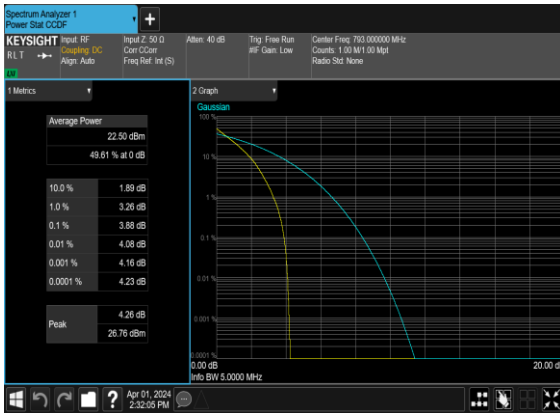 Spectrum Analyzer 1
Power Stat CCDF
+
KEYSIGHT
RLT
LXI
Input: RF
Coupling: DC
Align: Auto
Input Z: 50 Ω
Corr CCorr
Freq Ref: Int (S)
Atten: 40 dB
Trig: Free Run
#IF Gain: Low
Center Freq: 793.000000 MHz
Counts: 1.00 M/1.00 Mpt
Radio Std: None
1 Metrics
Average Power
22.50 dBm
49.61 % at 0 dB
10.0 % 1.89 dB
1.0 % 3.26 dB
0.1 % 3.88 dB
0.01 % 4.08 dB
0.001 % 4.16 dB
0.0001 % 4.23 dB
Peak
4.26 dB
26.76 dBm
2 Graph
Gaussian
100 %
10 %
1 %
0.1 %
0.01 %
0.001 %
0.0001 %
0.00 dB
20.00 d
Info BW 5.0000 MHz
?
Apr 01, 2024
2:32:05 PM